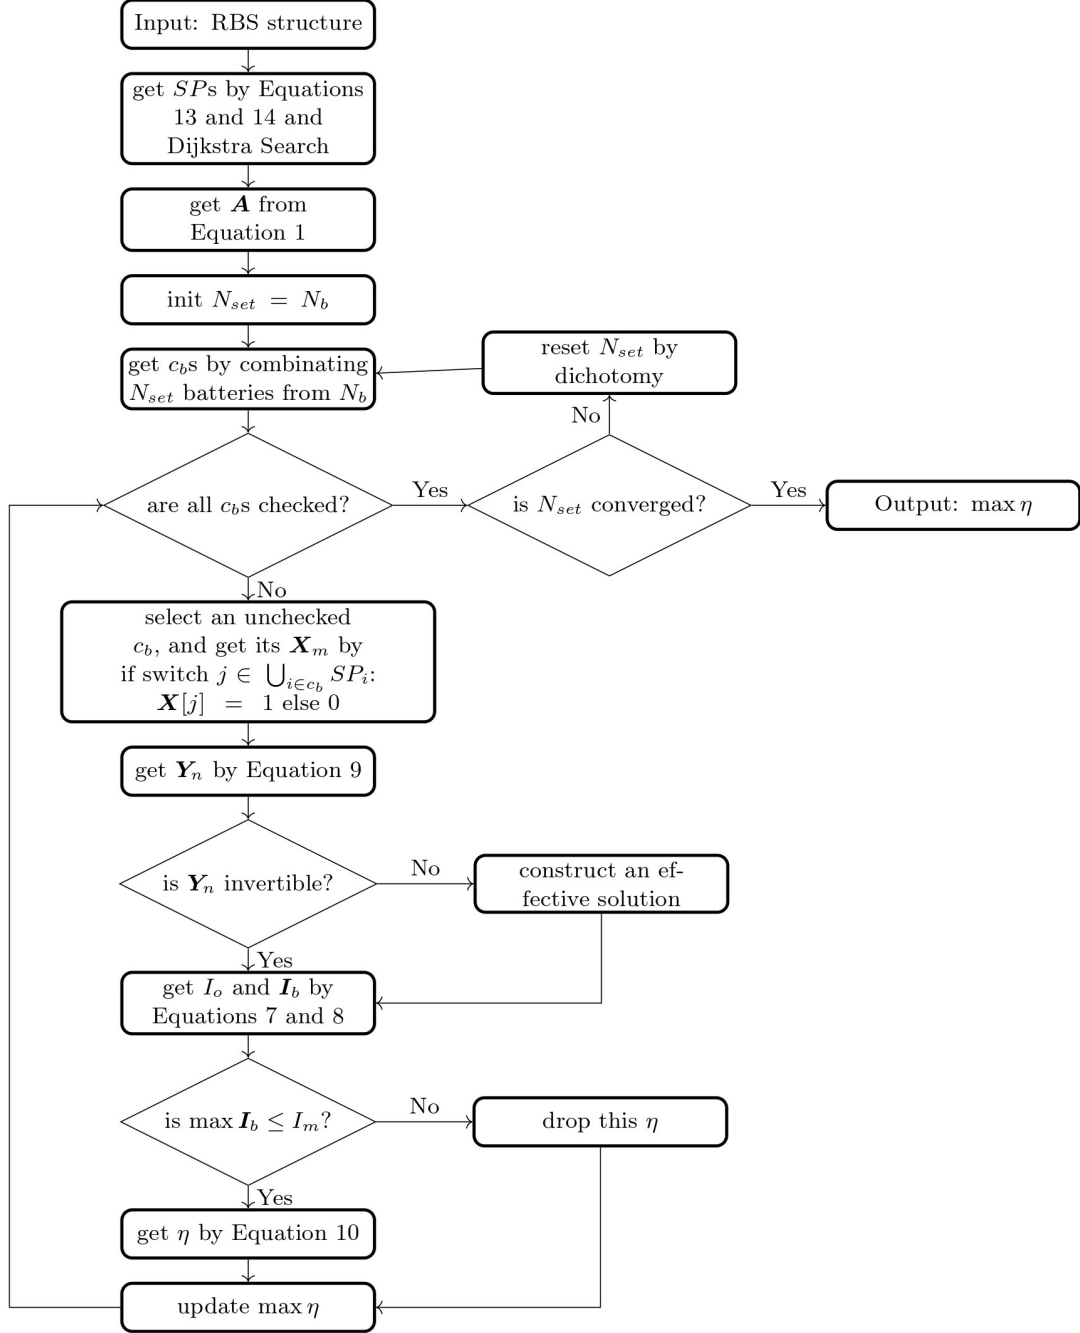 Input: RBS structure
get SPs by Equations
13 and 14 and
Dijkstra Search
get A from
Equation 1
init N_set = N_b
get c_bs by combinating
N_set batteries from N_b
reset N_set by
dichotomy
No
are all c_bs checked?
Yes
is N_set converged?
Yes
Output: max η
No
select an unchecked
c_b, and get its X_m by
if switch j ∈ ⋃_{i∈c_b} SP_i:
X[j] = 1 else 0
get Y_n by Equation 9
is Y_n invertible?
No
construct an ef-
fective solution
Yes
get I_o and I_b by
Equations 7 and 8
is max I_b ≤ I_m?
No
drop this η
Yes
get η by Equation 10
update max η